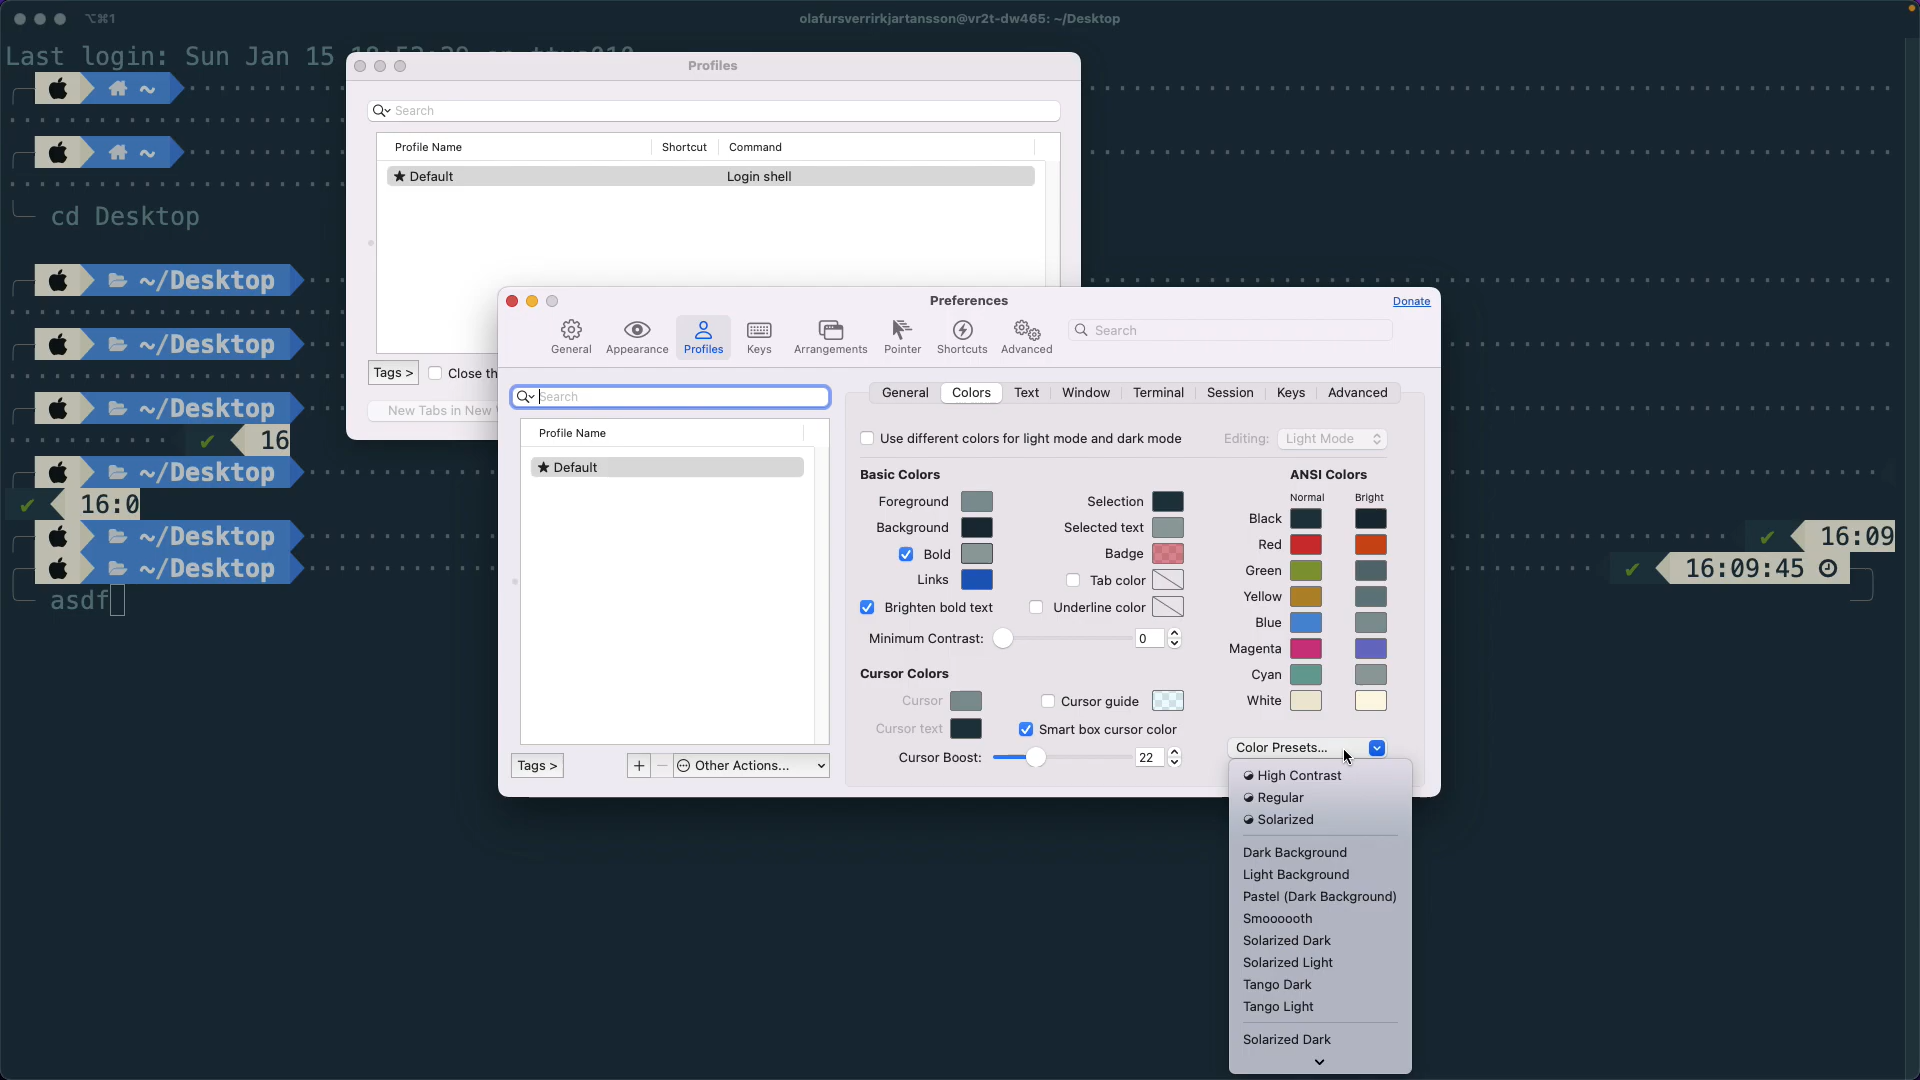 ⌥⌘1
olafursverrirkjartansson@vr2t-dw465: ~/Desktop
Last login: Sun Jan 15
~
~
cd Desktop
~/Desktop
~/Desktop
~/Desktop
✔ 16
~/Desktop
✔ 16:0
~/Desktop
✔ 16:09
~/Desktop
✔ 16:09:45
asdf
Profiles
Search
Profile Name Shortcut Command
★ Default Login shell
Tags > Close th
New Tabs in New
Preferences
Donate
General Appearance Profiles Keys Arrangements Pointer Shortcuts Advanced
Search
Search
Profile Name
★ Default
Tags > + − Other Actions...
General Colors Text Window Terminal Session Keys Advanced
Use different colors for light mode and dark mode Editing: Light Mode
Basic Colors
Foreground Selection
Background Selected text
Bold Badge
Links Tab color
Brighten bold text Underline color
Minimum Contrast: 0
Cursor Colors
Cursor Cursor guide
Cursor text Smart box cursor color
Cursor Boost: 22
ANSI Colors
Normal Bright
Black
Red
Green
Yellow
Blue
Magenta
Cyan
White
Color Presets...
High Contrast
Regular
Solarized
Dark Background
Light Background
Pastel (Dark Background)
Smoooooth
Solarized Dark
Solarized Light
Tango Dark
Tango Light
Solarized Dark